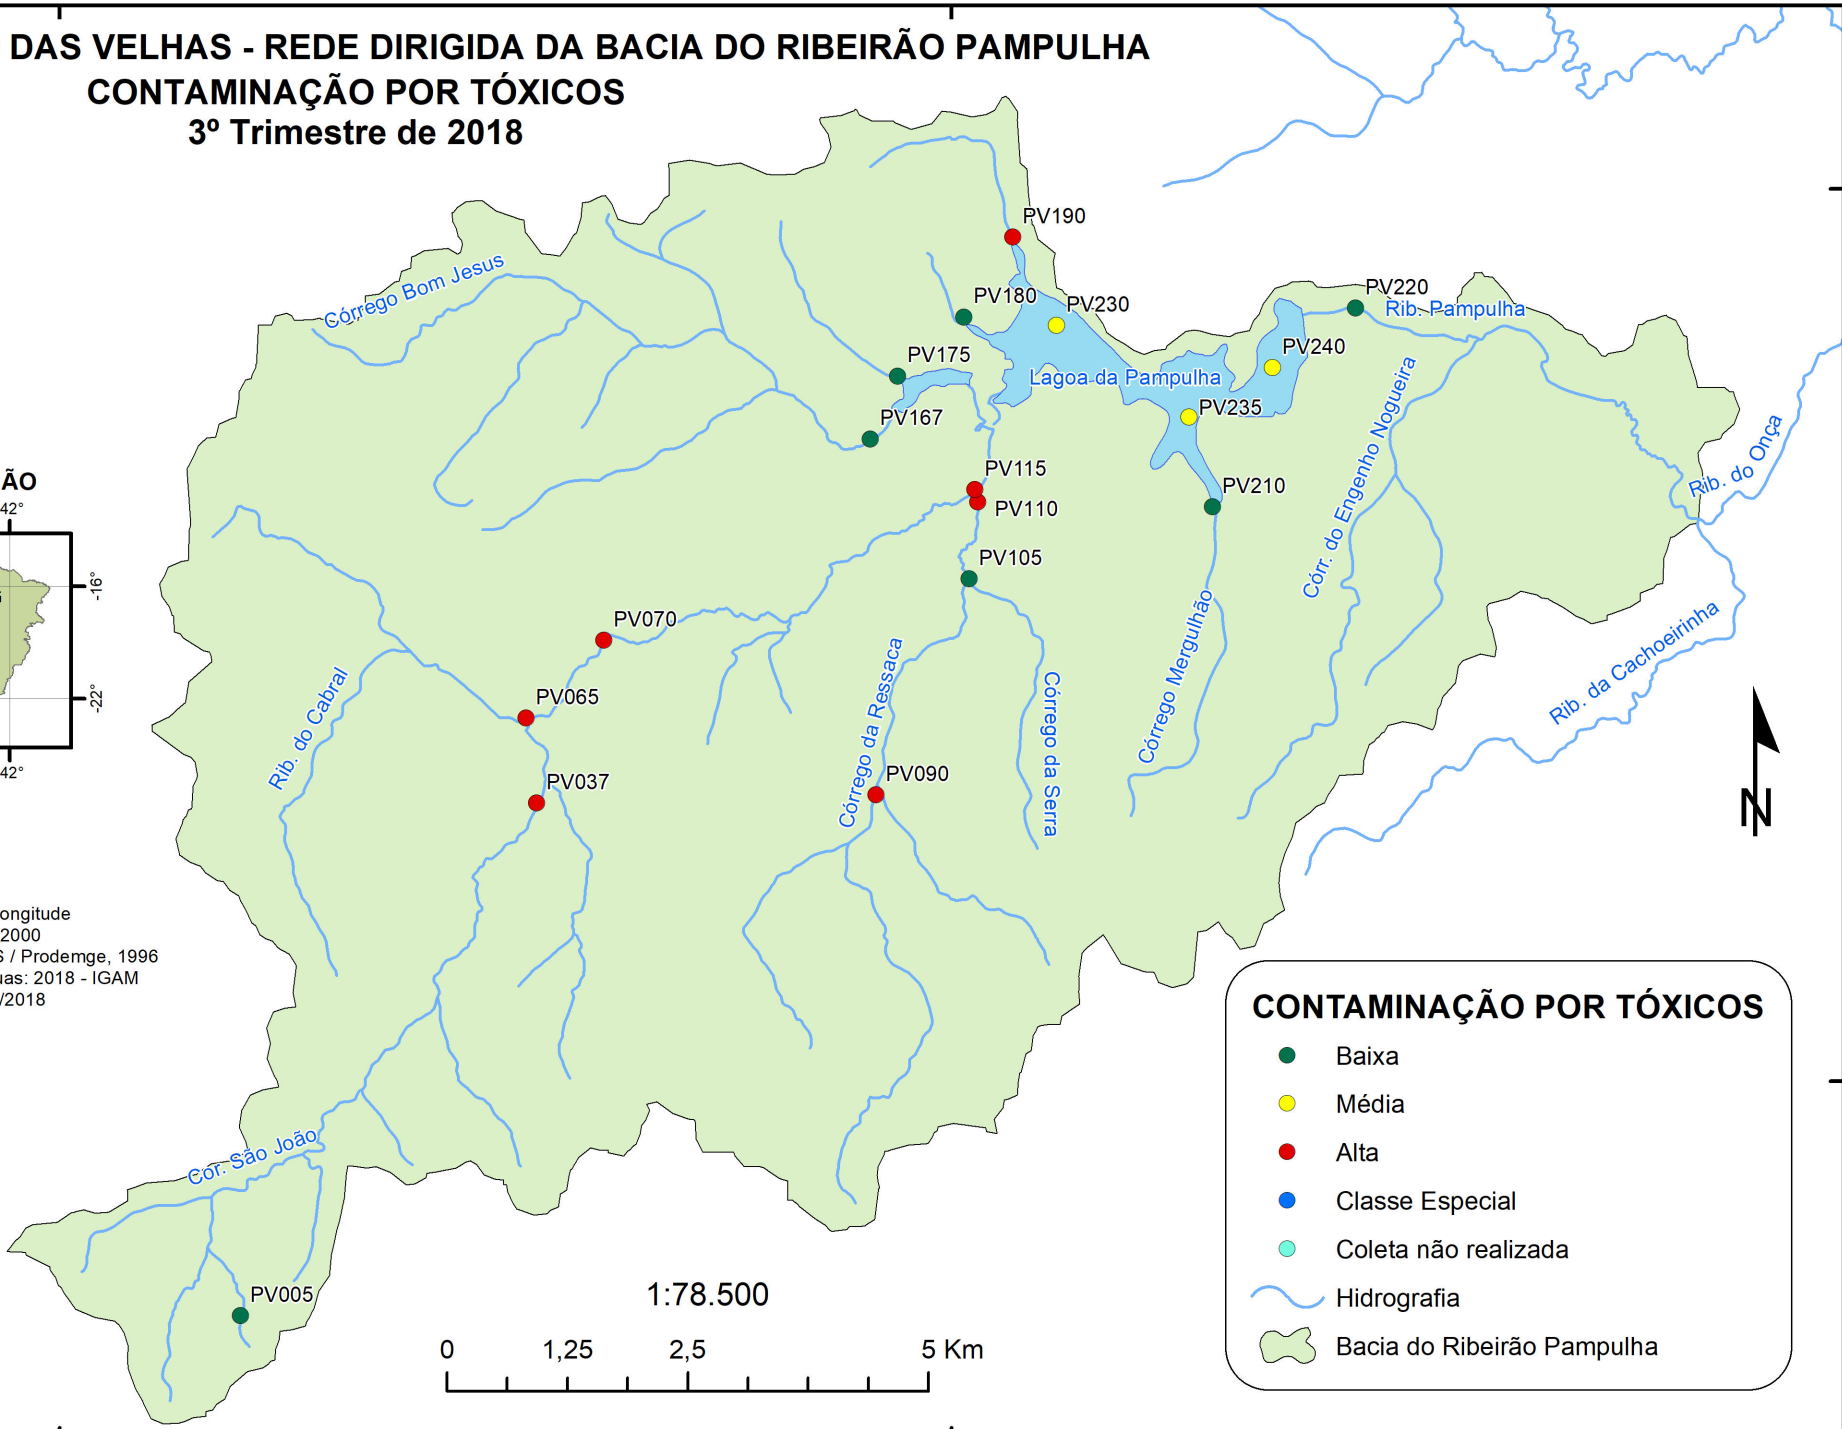 DAS VELHAS - REDE DIRIGIDA DA BACIA DO RIBEIRÃO PAMPULHA
CONTAMINAÇÃO POR TÓXICOS
3º Trimestre de 2018
PV190
Córrego Bom Jesus
PV180
PV230
PV220
Rib. Pampulha
PV175
PV240
Lagoa da Pampulha
PV167
PV235
Córr. do Engenho Nogueira
Rib. do Onça
PV115
PV110
PV210
ÃO
42°
-16°
-22°
42°
PV105
PV070
Rib. do Cabral
PV065
PV037
Córrego da Ressaca
Córrego da Serra
Córrego Mergulhão
Rib. da Cachoeirinha
PV090
N
ongitude
2000
S / Prodemge, 1996
uas: 2018 - IGAM
/2018
Cor. São João
PV005
1:78.500
0 1,25 2,5 5 Km
CONTAMINAÇÃO POR TÓXICOS
Baixa
Média
Alta
Classe Especial
Coleta não realizada
Hidrografia
Bacia do Ribeirão Pampulha